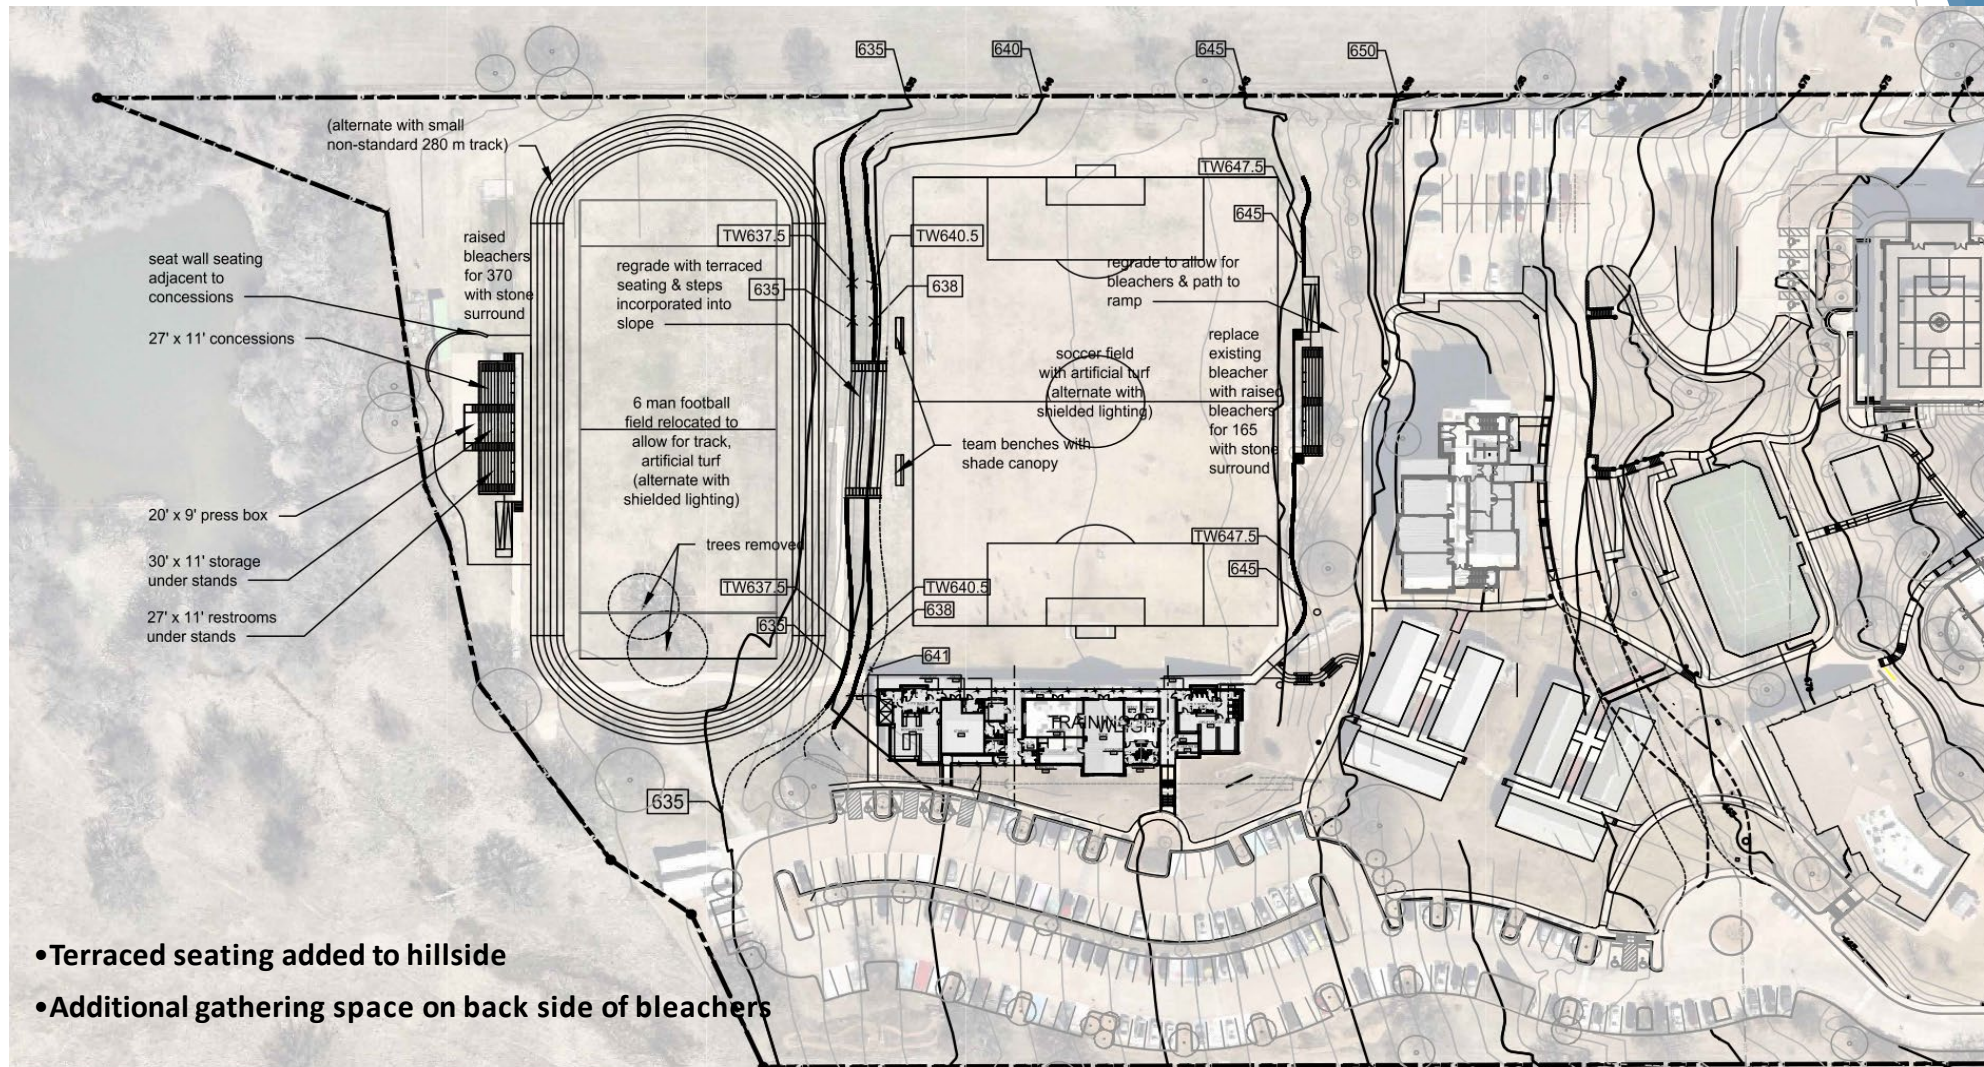 635
640
645
650
(alternate with small
non-standard 280 m track)
TW647.5
645
raised
bleachers
for 370
with stone
surround
seat wall seating
adjacent to
concessions
27' x 11' concessions
TW637.5
TW640.5
regrade with terraced
seating & steps
incorporated into
slope
635
638
regrade to allow for
bleachers & path to
ramp
replace
existing
bleacher
with raised
bleachers
for 165
with stone
surround
soccer field
with artificial turf
(alternate with
shielded lighting)
6 man football
field relocated to
allow for track,
artificial turf
(alternate with
shielded lighting)
team benches with
shade canopy
20' x 9' press box
30' x 11' storage
under stands
27' x 11' restrooms
under stands
trees removed
TW647.5
645
TW637.5
TW640.5
635
638
641
TRAINING
WEIGHT
635
•Terraced seating added to hillside
•Additional gathering space on back side of bleachers